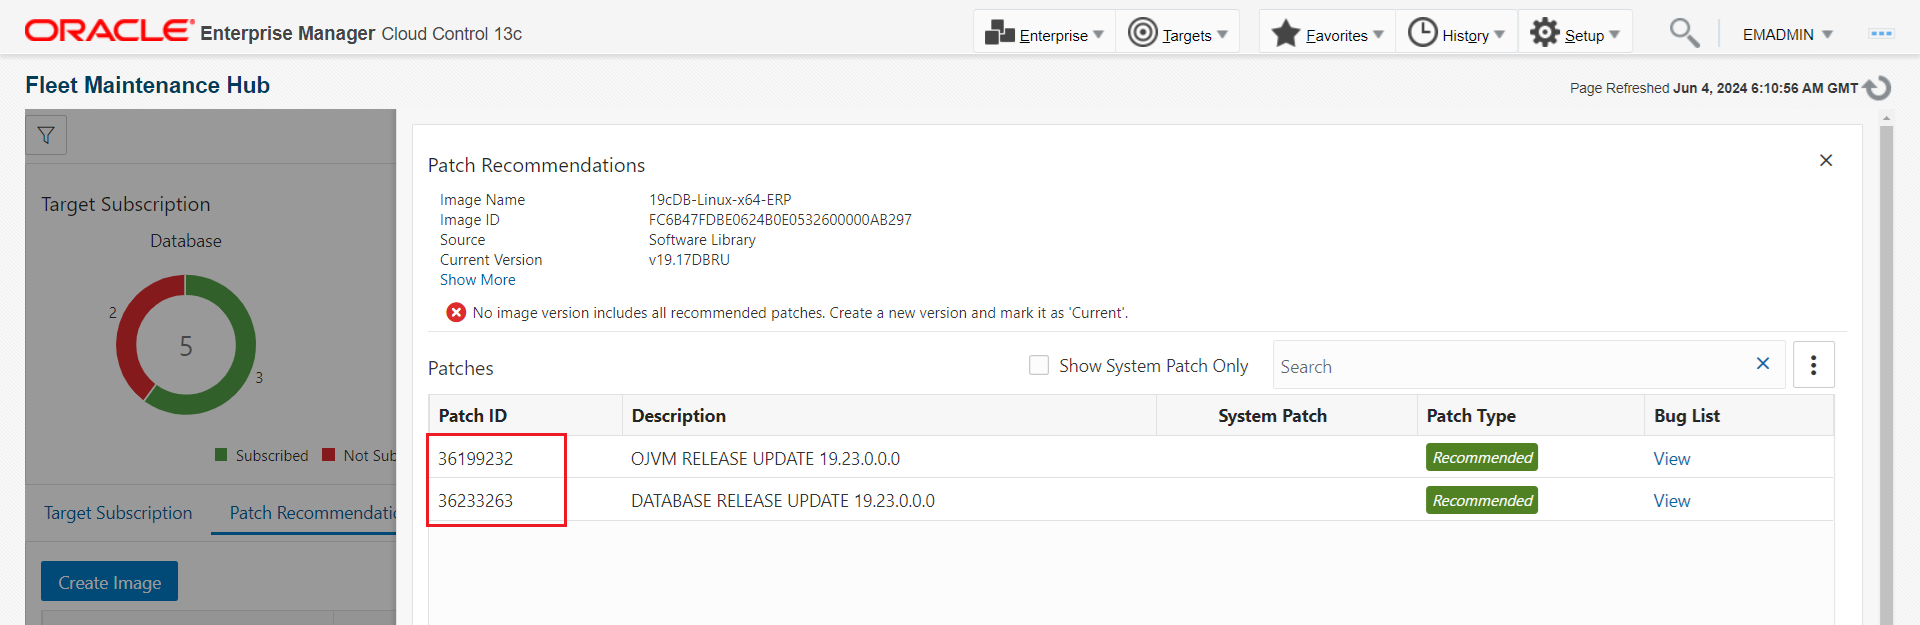 ORACLE Enterprise Manager Cloud Control 13c
Enterprise
Targets
Favorites
History
Setup
EMADMIN
Fleet Maintenance Hub
Page Refreshed Jun 4, 2024 6:10:56 AM GMT
Target Subscription
Database
2
5
3
Subscribed
Not Sub
Target Subscription
Patch Recommendatio
Create Image
Patch Recommendations
Image Name 19cDB-Linux-x64-ERP
Image ID FC6B47FDBE0624B0E0532600000AB297
Source Software Library
Current Version v19.17DBRU
Show More
No image version includes all recommended patches. Create a new version and mark it as 'Current'.
Patches
Show System Patch Only
Search
Patch ID Description System Patch Patch Type Bug List
36199232 OJVM RELEASE UPDATE 19.23.0.0.0 Recommended View
36233263 DATABASE RELEASE UPDATE 19.23.0.0.0 Recommended View